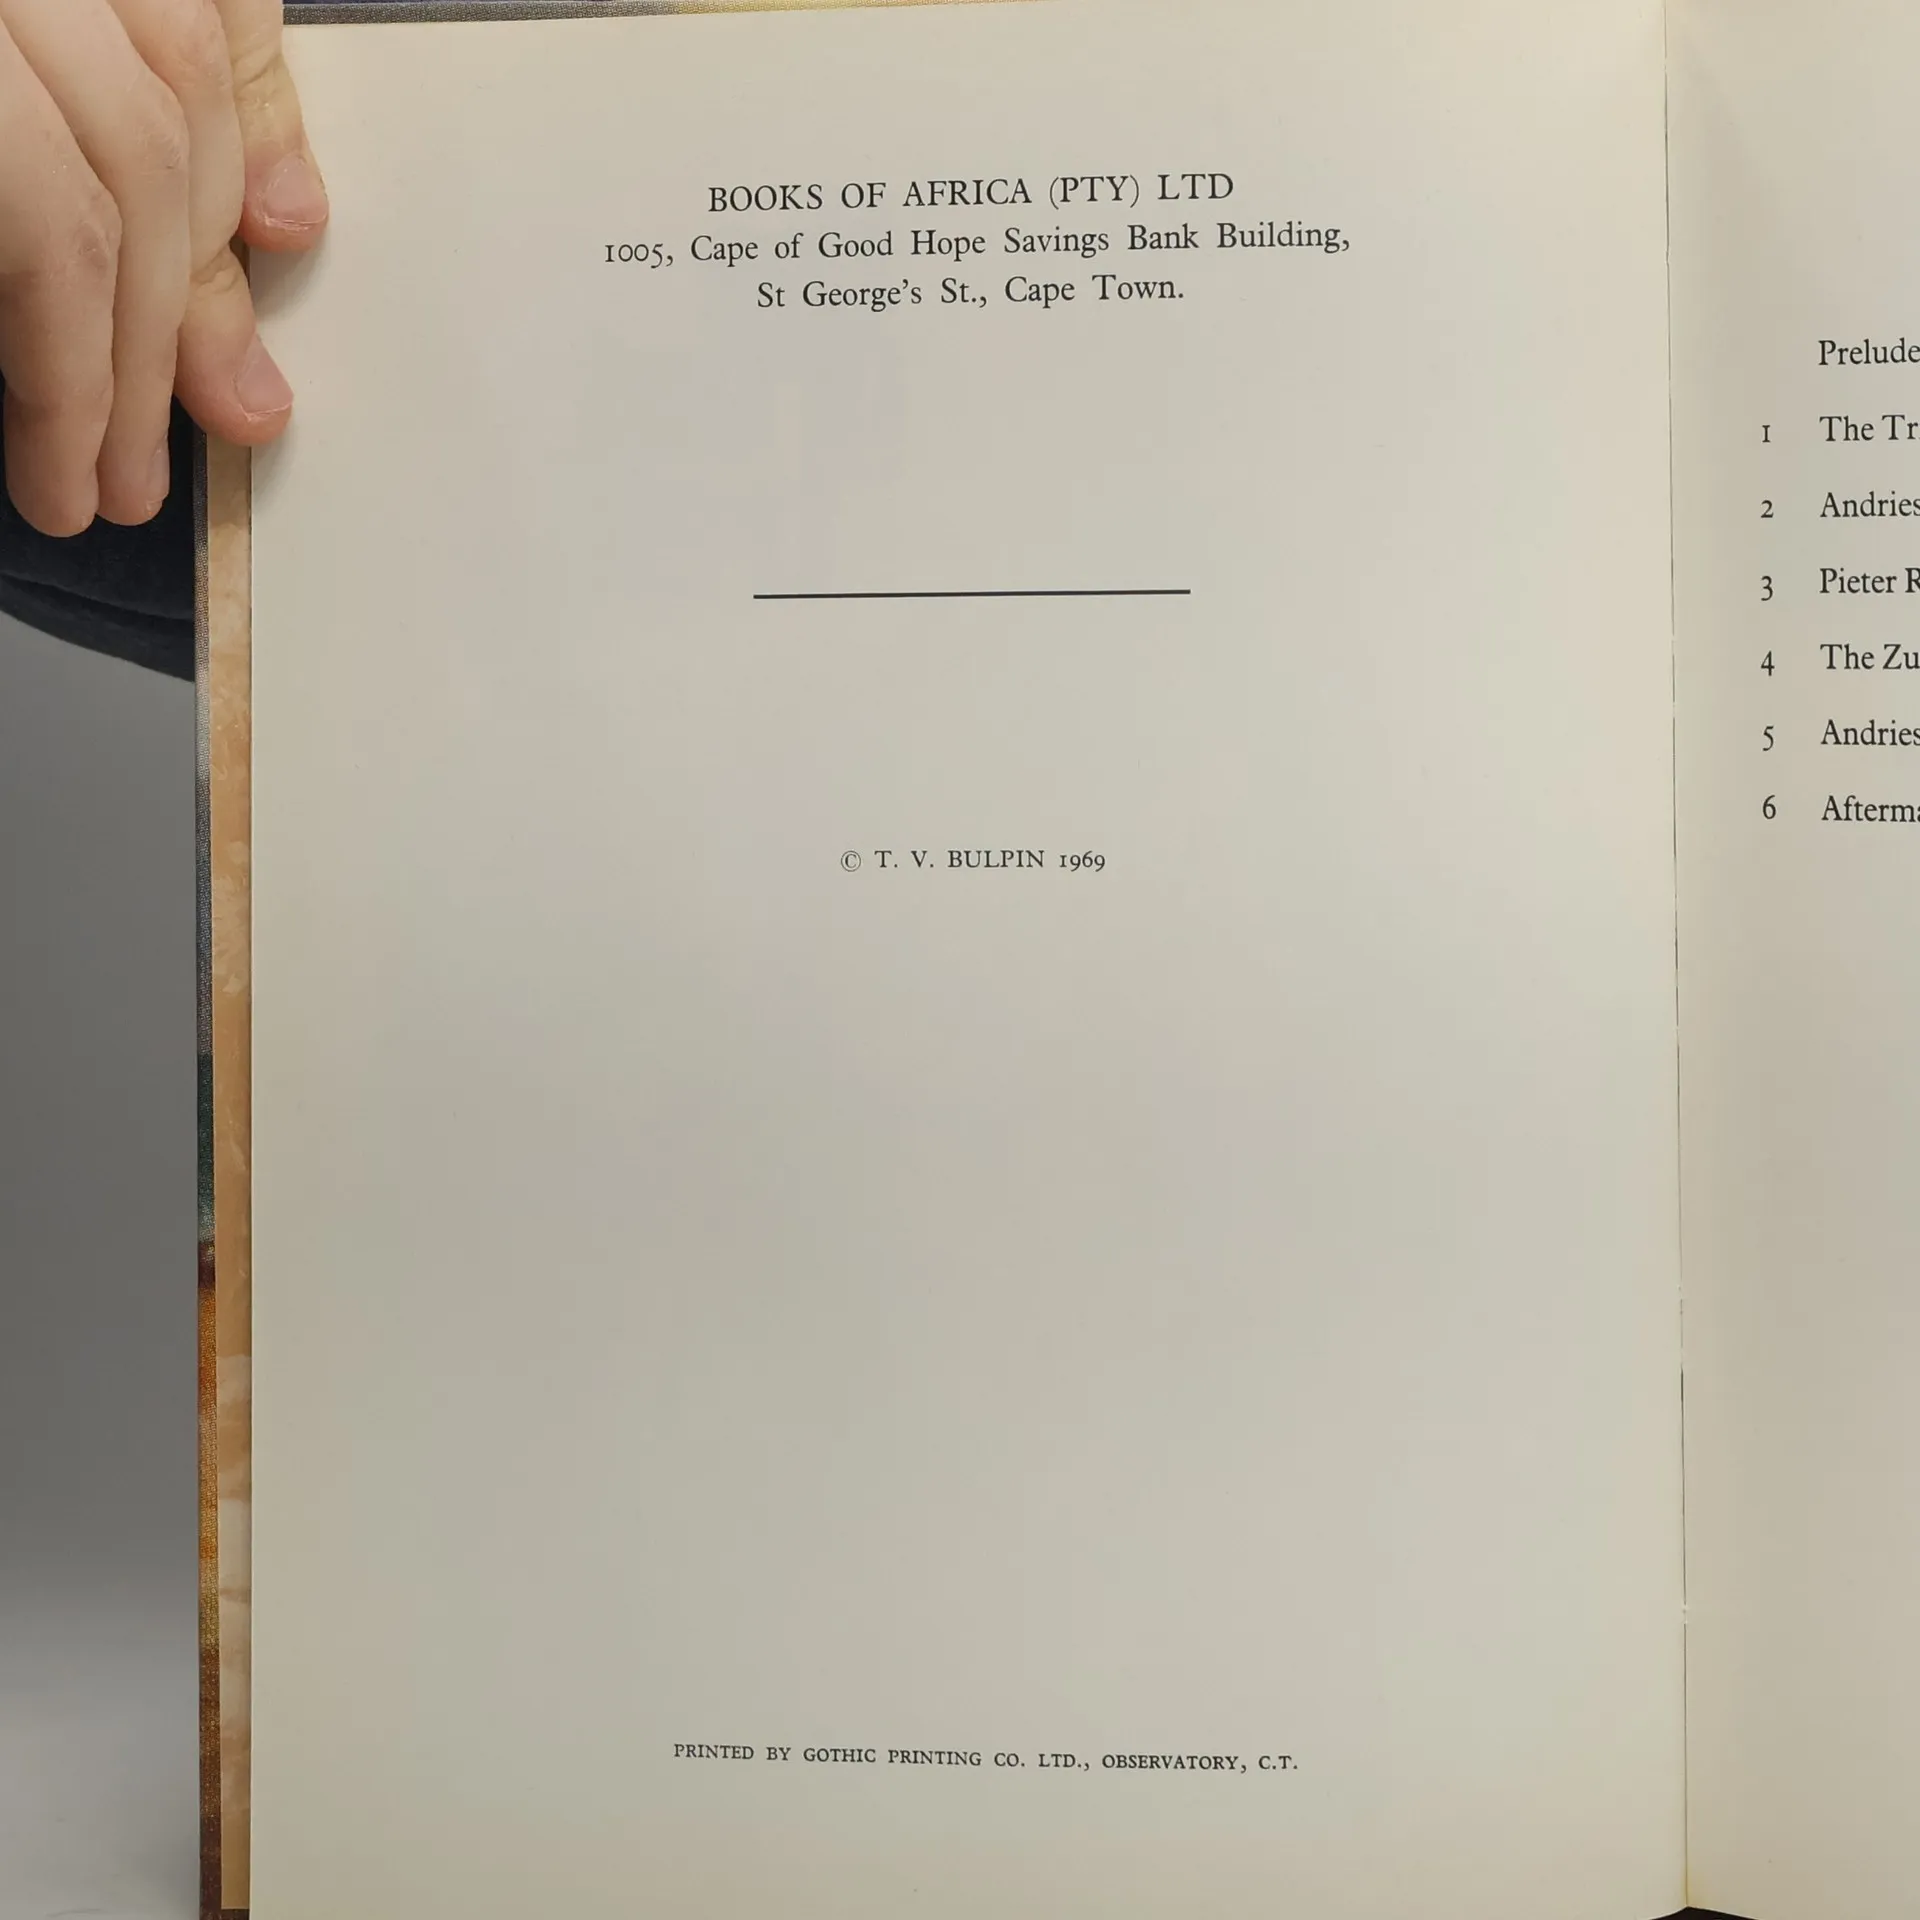 BOOKS OF AFRICA (PTY) LTD
1005, Cape of Good Hope Savings Bank Building,
St George's St., Cape Town.
© T. V. BULPIN 1969
PRINTED BY GOTHIC PRINTING CO. LTD., OBSERVATORY, C.T.
Prelude
1 The Tr
2 Andries
3 Pieter R
4 The Zu
5 Andries
6 Afterma